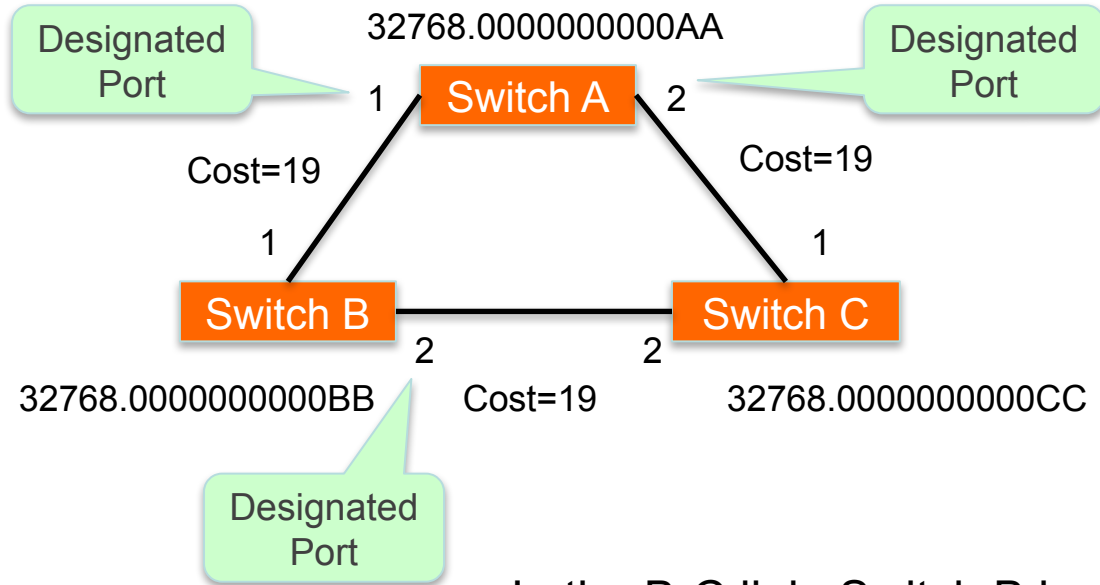 32768.0000000000AA
Designated
Port
Designated
Port
1
Switch A
2
Cost=19
Cost=19
1
1
Switch B
Switch C
2
2
32768.0000000000BB
Cost=19
32768.0000000000CC
Designated
Port